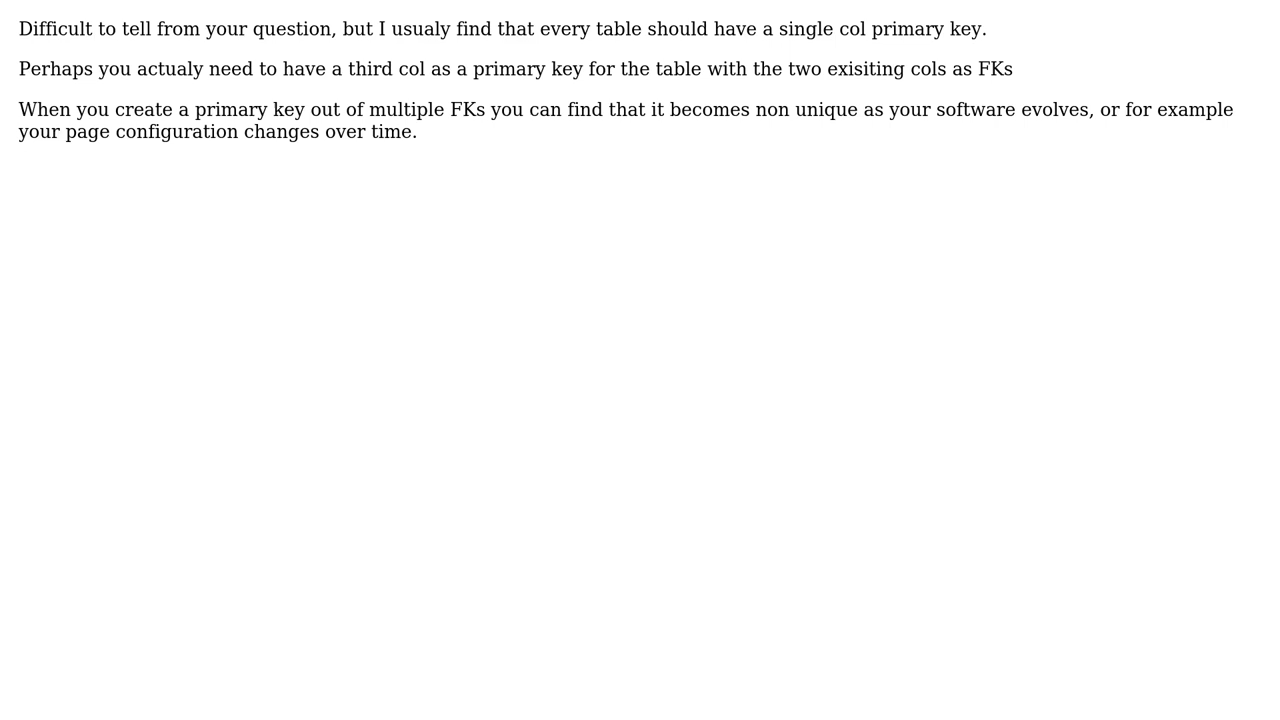 Difficult to tell from your question, but I usualy find that every table should have a single col primary key.
Perhaps you actualy need to have a third col as a primary key for the table with the two exisiting cols as FKs
When you create a primary key out of multiple FKs you can find that it becomes non unique as your software evolves, or for example
your page configuration changes over time.